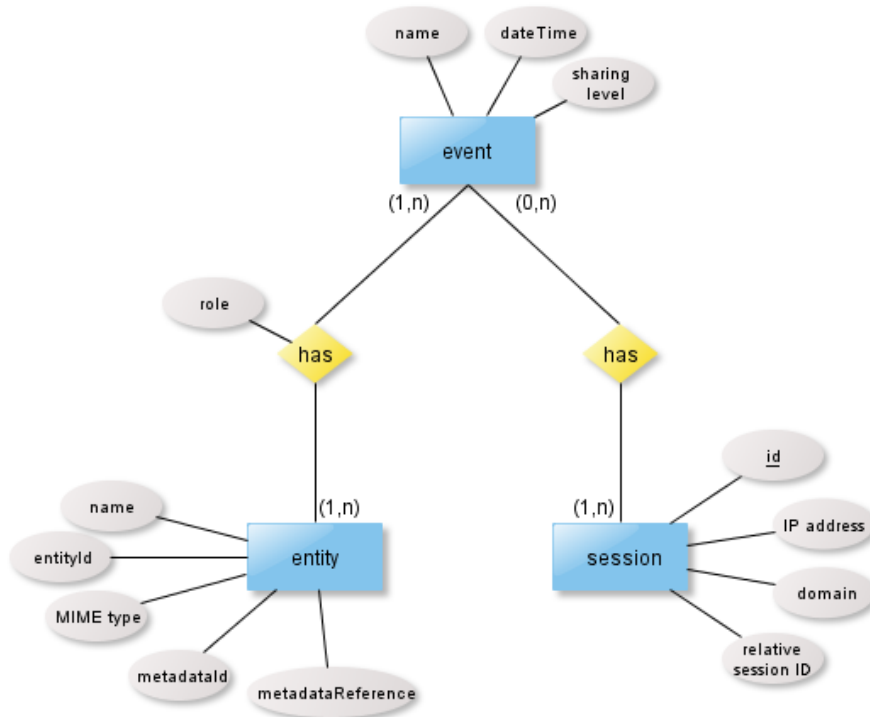 name
dateTime
sharing
level
event
(1,n)
(0,n)
role
has
has
(1,n)
(1,n)
name
entityId
MIME type
metadataId
metadataReference
entity
session
id
IP address
domain
relative
session ID